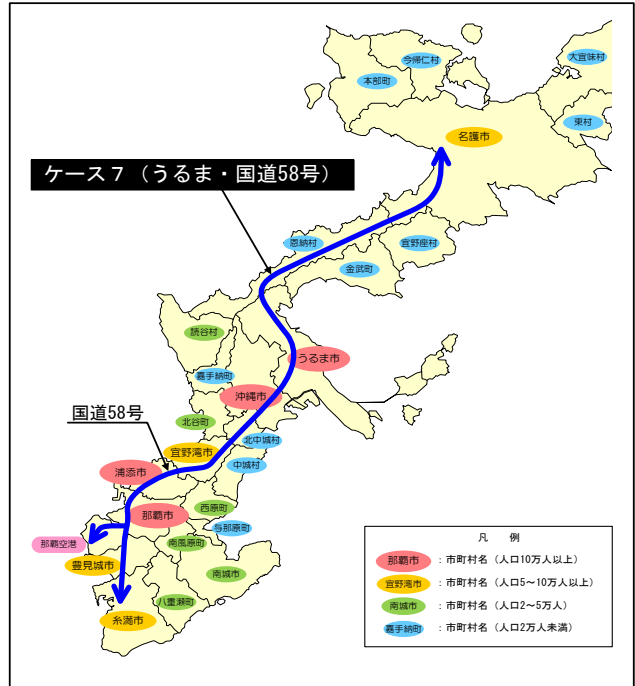 今帰仁村
大宜味村
本部町
東村
名護市
ケース7（うるま・国道58号）
恩納村
宜野座村
金武町
読谷村
うるま市
嘉手納町
沖縄市
国道58号
北谷町
北中城村
宜野湾市
中城村
浦添市
西原町
那覇市
与那原町
那覇空港
南風原町
豊見城市
南城市
八重瀬町
糸満市
凡 例
那覇市 ：市町村名（人口10万人以上）
宜野湾市 ：市町村名（人口5～10万人以上）
南城市 ：市町村名（人口2～5万人）
嘉手納町 ：市町村名（人口2万人未満）